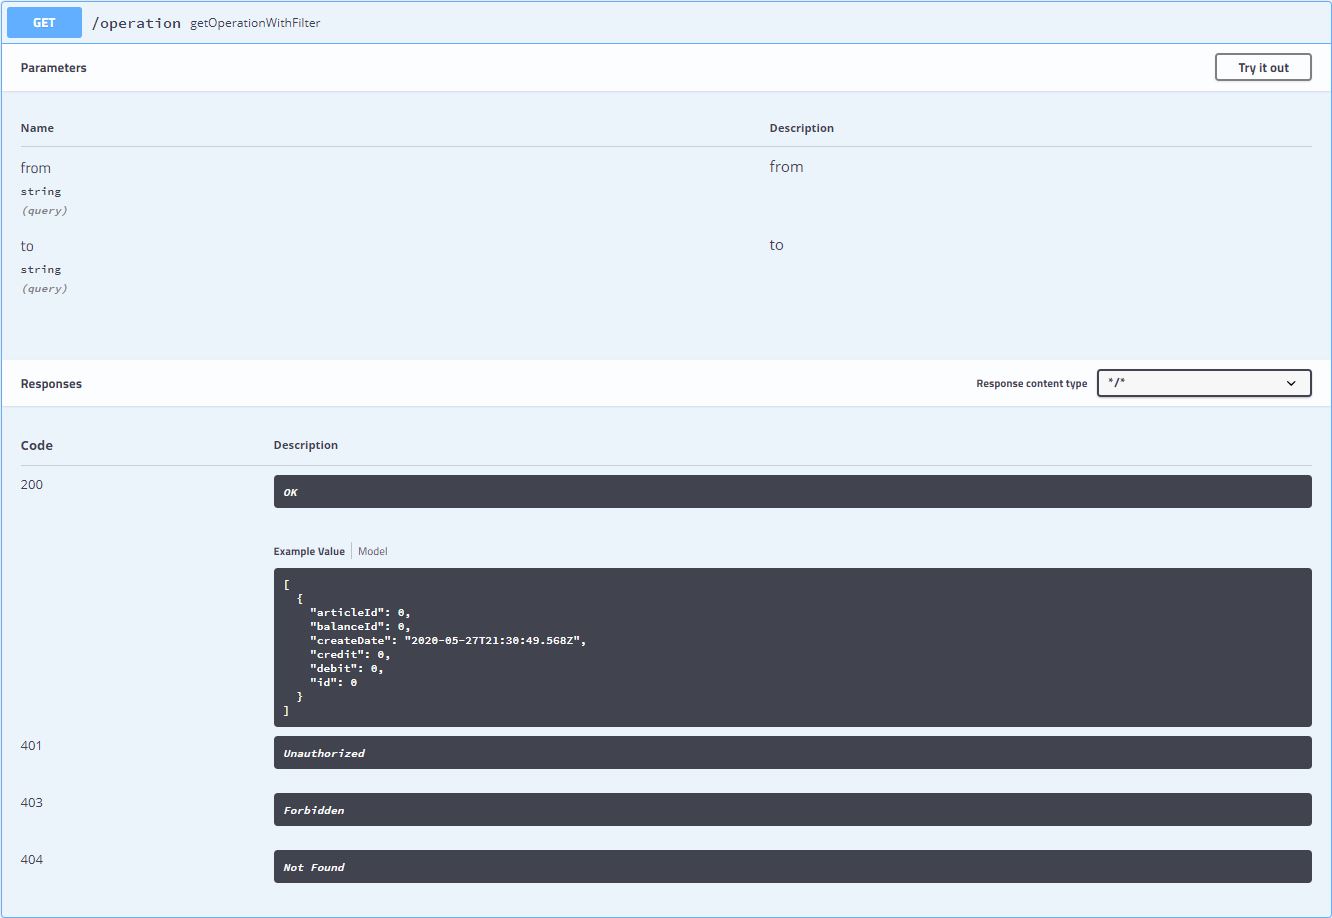 GET /operation getOperationWithFilter
Parameters Try it out
Name Description
from from
string
(query)
to to
string
(query)
Responses Response content type */*
Code Description
200 OK
Example Value Model
[
  {
    "articleId": 0,
    "balanceId": 0,
    "createDate": "2020-05-27T21:30:49.568Z",
    "credit": 0,
    "debit": 0,
    "id": 0
  }
]
401 Unauthorized
403 Forbidden
404 Not Found